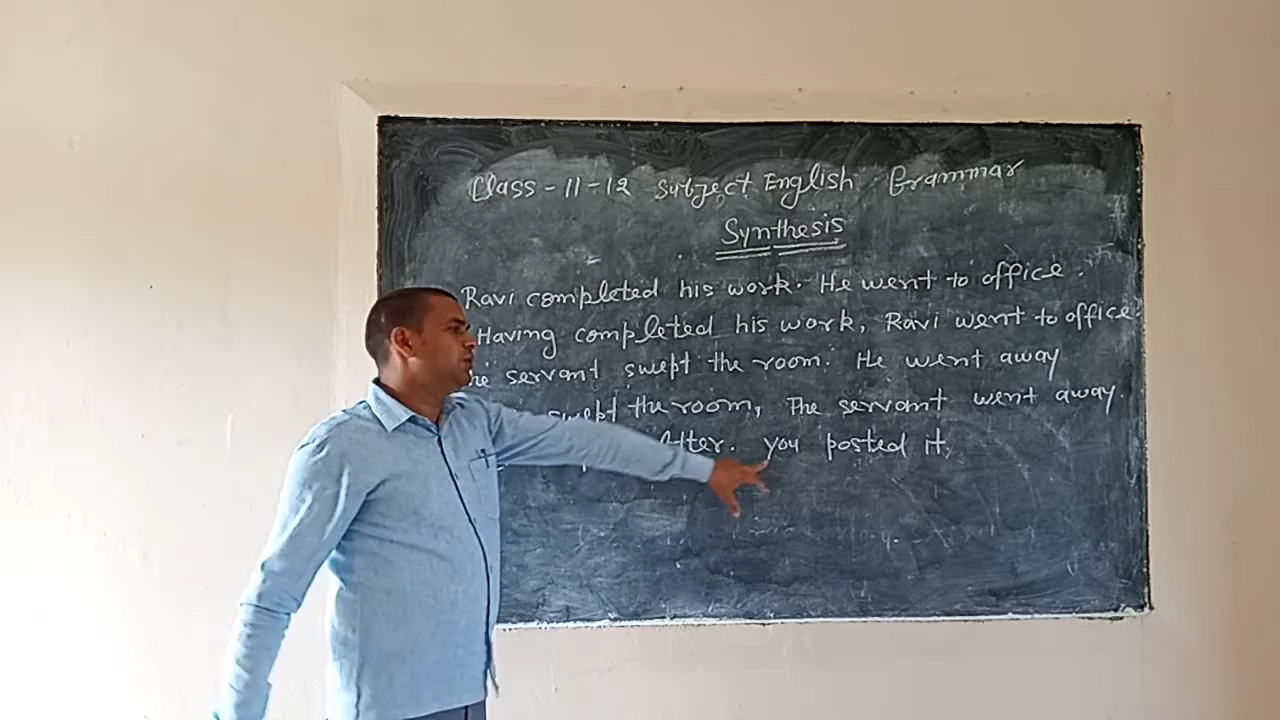 Class - 11 - 12 Subject English Grammar
Synthesis
Ravi completed his work. He went to office.
Having completed his work, Ravi went to office.
servant swept the room. He went away
swept the room, The servant went away.
you posted it.